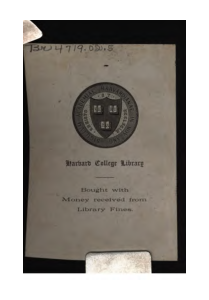 Harvard College Library
Bought with
Money received from
Library Fines.